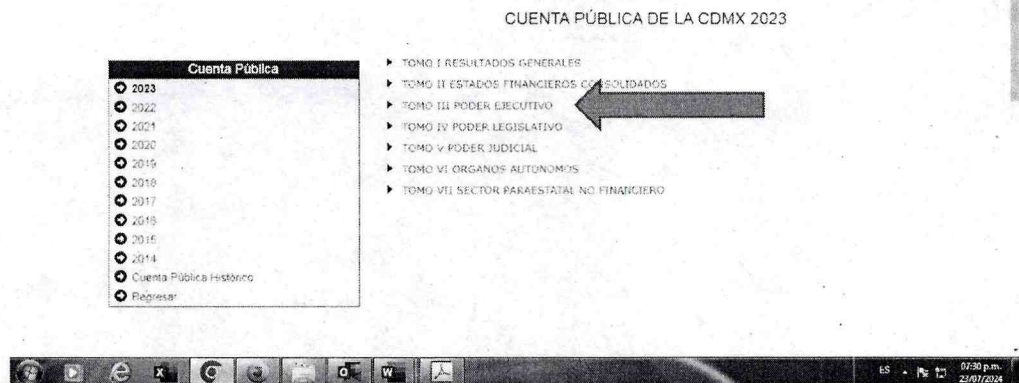 CUENTA PÚBLICA DE LA CDMX 2023
Cuenta Pública
2023
2022
2021
2020
2019
2018
2017
2016
2015
2014
Cuenta Pública Histórico
Regresar
TOMO I RESULTADOS GENERALES
TOMO II ESTADOS FINANCIEROS CONSOLIDADOS
TOMO III PODER EJECUTIVO
TOMO IV PODER LEGISLATIVO
TOMO V PODER JUDICIAL
TOMO VI ORGANOS AUTONOMOS
TOMO VII SECTOR PARAESTATAL NO FINANCIERO
ES
07:30 p.m.
23/07/2024